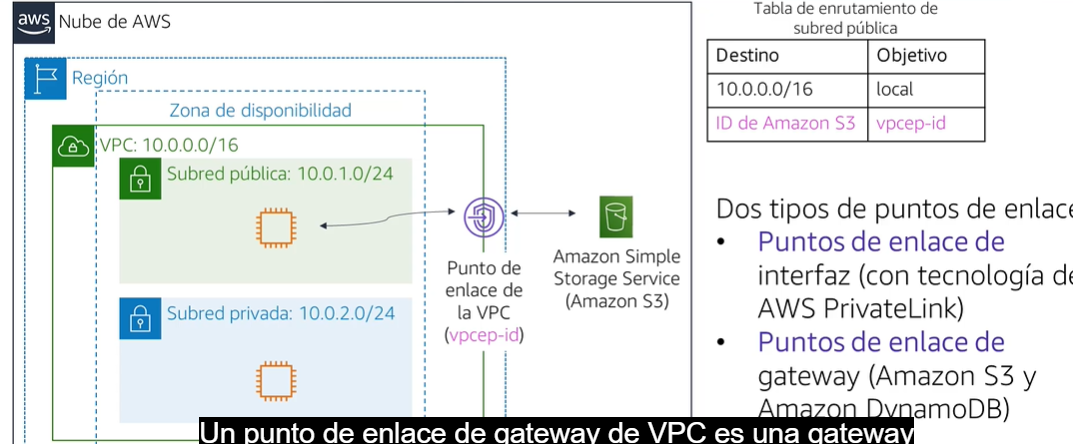 aws
Nube de AWS
Región
Zona de disponibilidad
VPC: 10.0.0.0/16
Subred pública: 10.0.1.0/24
Punto de
enlace de
la VPC
(vpcep-id)
Amazon Simple
Storage Service
(Amazon S3)
Subred privada: 10.0.2.0/24
Tabla de enrutamiento de
subred pública
Destino Objetivo
10.0.0.0/16 local
ID de Amazon S3 vpcep-id
Dos tipos de puntos de enlace
• Puntos de enlace de
interfaz (con tecnología de
AWS PrivateLink)
• Puntos de enlace de
gateway (Amazon S3 y
Amazon DynamoDB)
Un punto de enlace de gateway de VPC es una gateway